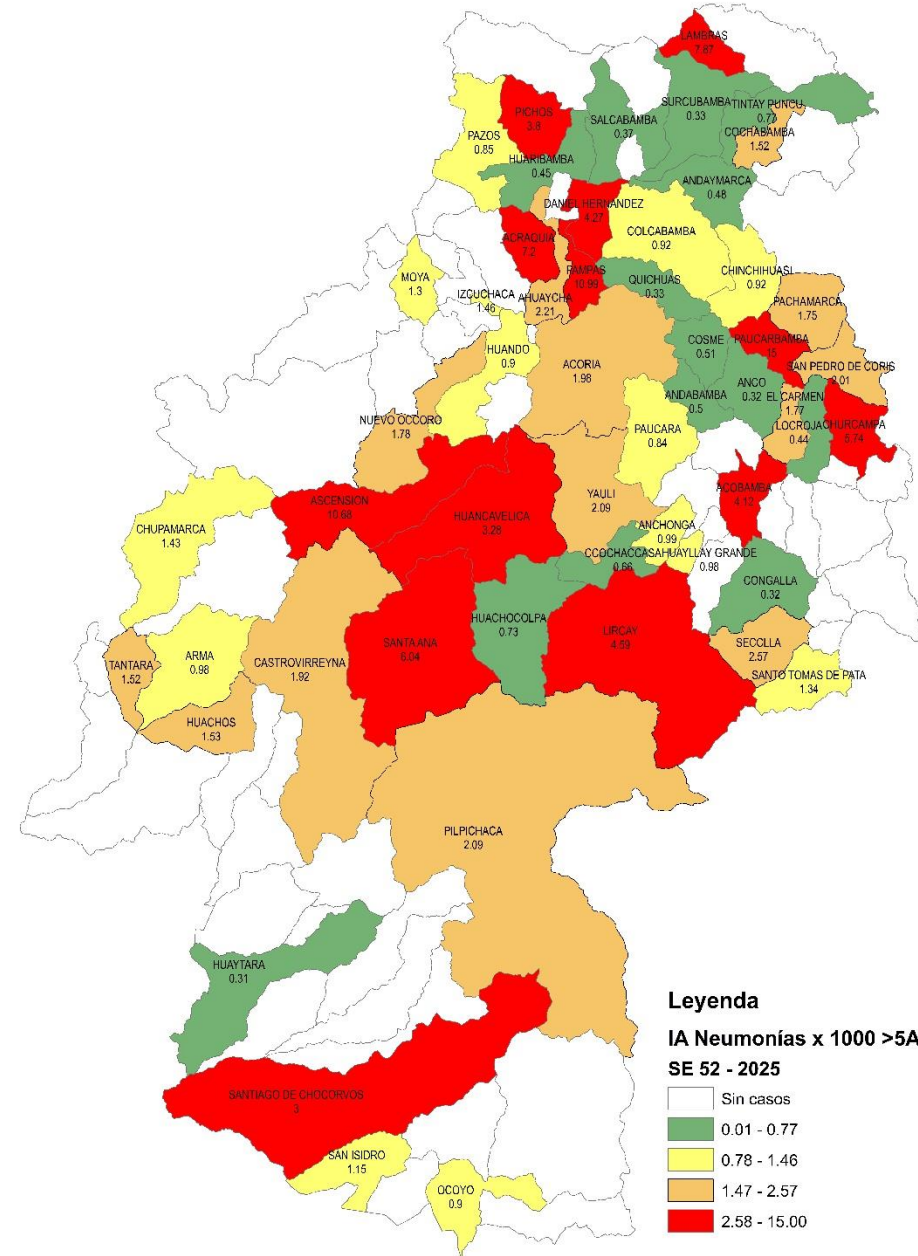 LAMBRAS
7.87
PICHOS
3.8
PAZOS
0.85
SALCABAMBA
0.37
SURCUBAMBA
0.33
TINTAY PUNCU
0.77
COCHABAMBA
1.52
HUARIBAMBA
0.45
ANDAYMARCA
0.48
DANIEL HERNANDEZ
4.27
ACRAQUIA
7.2
COLCABAMBA
0.92
MOYA
1.3
IZCUCHACA
1.46
AHUAYCHA
2.21
PAMPAS
10.99
QUICHUAS
0.33
CHINCHIHUASI
0.92
PACHAMARCA
1.75
HUANDO
0.9
ACORIA
1.98
COSME
0.51
PAUCARBAMBA
15
SAN PEDRO DE CORIS
2.01
ANDABAMBA
0.5
ANCO
0.32
EL CARMEN
1.77
NUEVO OCCORO
1.78
PAUCARA
0.84
LOCROJA
0.44
CHURCAMPA
5.74
ASCENSION
10.68
HUANCAVELICA
3.28
YAULI
2.09
ACOBAMBA
4.12
CHUPAMARCA
1.43
ANCHONGA
0.99
CCOCHACCASA
0.66
HUAYLLAY GRANDE
0.98
CONGALLA
0.32
HUACHOCOLPA
0.73
LIRCAY
4.59
SANTA ANA
6.04
SECCLLA
2.57
TANTARA
1.52
ARMA
0.98
CASTROVIRREYNA
1.92
SANTO TOMAS DE PATA
1.34
HUACHOS
1.53
PILPICHACA
2.09
HUAYTARA
0.31
SANTIAGO DE CHOCORVOS
3
SAN ISIDRO
1.15
OCOYO
0.9
Leyenda
IA Neumonías x 1000 >5A
SE 52 - 2025
Sin casos
0.01 - 0.77
0.78 - 1.46
1.47 - 2.57
2.58 - 15.00